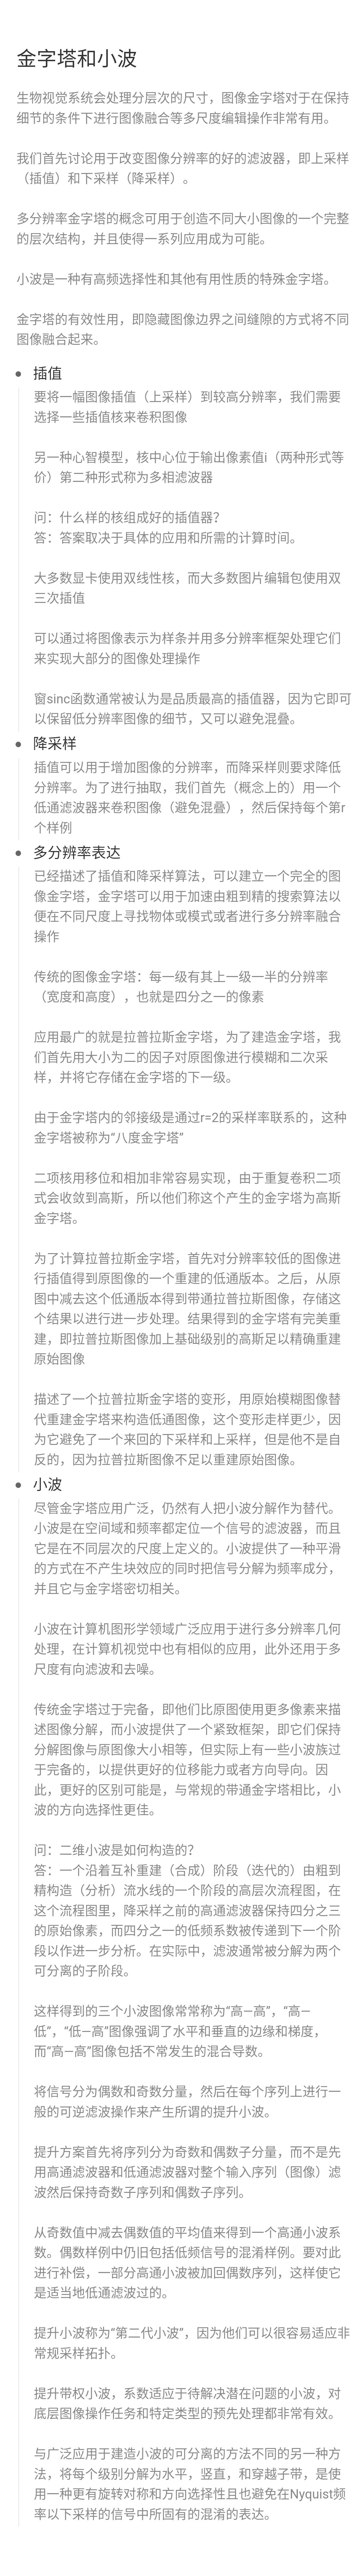 金字塔和小波
生物视觉系统会处理分层次的尺寸，图像金字塔对于在保持
细节的条件下进行图像融合等多尺度编辑操作非常有用。
我们首先讨论用于改变图像分辨率的好的滤波器，即上采样
（插值）和下采样（降采样）。
多分辨率金字塔的概念可用于创造不同大小图像的一个完整
的层次结构，并且使得一系列应用成为可能。
小波是一种有高频选择性和其他有用性质的特殊金字塔。
金字塔的有效性用，即隐藏图像边界之间缝隙的方式将不同
图像融合起来。
插值
要将一幅图像插值（上采样）到较高分辨率，我们需要
选择一些插值核来卷积图像
另一种心智模型，核中心位于输出像素值i（两种形式等
价）第二种形式称为多相滤波器
问：什么样的核组成好的插值器？
答：答案取决于具体的应用和所需的计算时间。
大多数显卡使用双线性核，而大多数图片编辑包使用双
三次插值
可以通过将图像表示为样条并用多分辨率框架处理它们
来实现大部分的图像处理操作
窗sinc函数通常被认为是品质最高的插值器，因为它即可
以保留低分辨率图像的细节，又可以避免混叠。
降采样
插值可以用于增加图像的分辨率，而降采样则要求降低
分辨率。为了进行抽取，我们首先（概念上的）用一个
低通滤波器来卷积图像（避免混叠），然后保持每个第r
个样例
多分辨率表达
已经描述了插值和降采样算法，可以建立一个完全的图
像金字塔，金字塔可以用于加速由粗到精的搜索算法以
便在不同尺度上寻找物体或模式或者进行多分辨率融合
操作
传统的图像金字塔：每一级有其上一级一半的分辨率
（宽度和高度），也就是四分之一的像素
应用最广的就是拉普拉斯金字塔，为了建造金字塔，我
们首先用大小为二的因子对原图像进行模糊和二次采
样，并将它存储在金字塔的下一级。
由于金字塔内的邻接级是通过r=2的采样率联系的，这种
金字塔被称为“八度金字塔”
二项核用移位和相加非常容易实现，由于重复卷积二项
式会收敛到高斯，所以他们称这个产生的金字塔为高斯
金字塔。
为了计算拉普拉斯金字塔，首先对分辨率较低的图像进
行插值得到原图像的一个重建的低通版本。之后，从原
图中减去这个低通版本得到带通拉普拉斯图像，存储这
个结果以进行进一步处理。结果得到的金字塔有完美重
建，即拉普拉斯图像加上基础级别的高斯足以精确重建
原始图像
描述了一个拉普拉斯金字塔的变形，用原始模糊图像替
代重建金字塔来构造低通图像，这个变形走样更少，因
为它避免了一个来回的下采样和上采样，但是他不是自
反的，因为拉普拉斯图像不足以重建原始图像。
小波
尽管金字塔应用广泛，仍然有人把小波分解作为替代。
小波是在空间域和频率都定位一个信号的滤波器，而且
它是在不同层次的尺度上定义的。小波提供了一种平滑
的方式在不产生块效应的同时把信号分解为频率成分，
并且它与金字塔密切相关。
小波在计算机图形学领域广泛应用于进行多分辨率几何
处理，在计算机视觉中也有相似的应用，此外还用于多
尺度有向滤波和去噪。
传统金字塔过于完备，即他们比原图使用更多像素来描
述图像分解，而小波提供了一个紧致框架，即它们保持
分解图像与原图像大小相等，但实际上有一些小波族过
于完备的，以提供更好的位移能力或者方向导向。因
此，更好的区别可能是，与常规的带通金字塔相比，小
波的方向选择性更佳。
问：二维小波是如何构造的？
答：一个沿着互补重建（合成）阶段（迭代的）由粗到
精构造（分析）流水线的一个阶段的高层次流程图，在
这个流程图里，降采样之前的高通滤波器保持四分之三
的原始像素，而四分之一的低频系数被传递到下一个阶
段以作进一步分析。在实际中，滤波通常被分解为两个
可分离的子阶段。
这样得到的三个小波图像常常称为“高—高”，“高—
低”，“低—高”图像强调了水平和垂直的边缘和梯度，
而“高—高”图像包括不常发生的混合导数。
将信号分为偶数和奇数分量，然后在每个序列上进行一
般的可逆滤波操作来产生所谓的提升小波。
提升方案首先将序列分为奇数和偶数子分量，而不是先
用高通滤波器和低通滤波器对整个输入序列（图像）滤
波然后保持奇数子序列和偶数子序列。
从奇数值中减去偶数值的平均值来得到一个高通小波系
数。偶数样例中仍旧包括低频信号的混淆样例。要对此
进行补偿，一部分高通小波被加回偶数序列，这样使它
是适当地低通滤波过的。
提升小波称为“第二代小波”，因为他们可以很容易适应非
常规采样拓扑。
提升带权小波，系数适应于待解决潜在问题的小波，对
底层图像操作任务和特定类型的预先处理都非常有效。
与广泛应用于建造小波的可分离的方法不同的另一种方
法，将每个级别分解为水平，竖直，和穿越子带，是使
用一种更有旋转对称和方向选择性且也避免在Nyquist频
率以下采样的信号中所固有的混淆的表达。